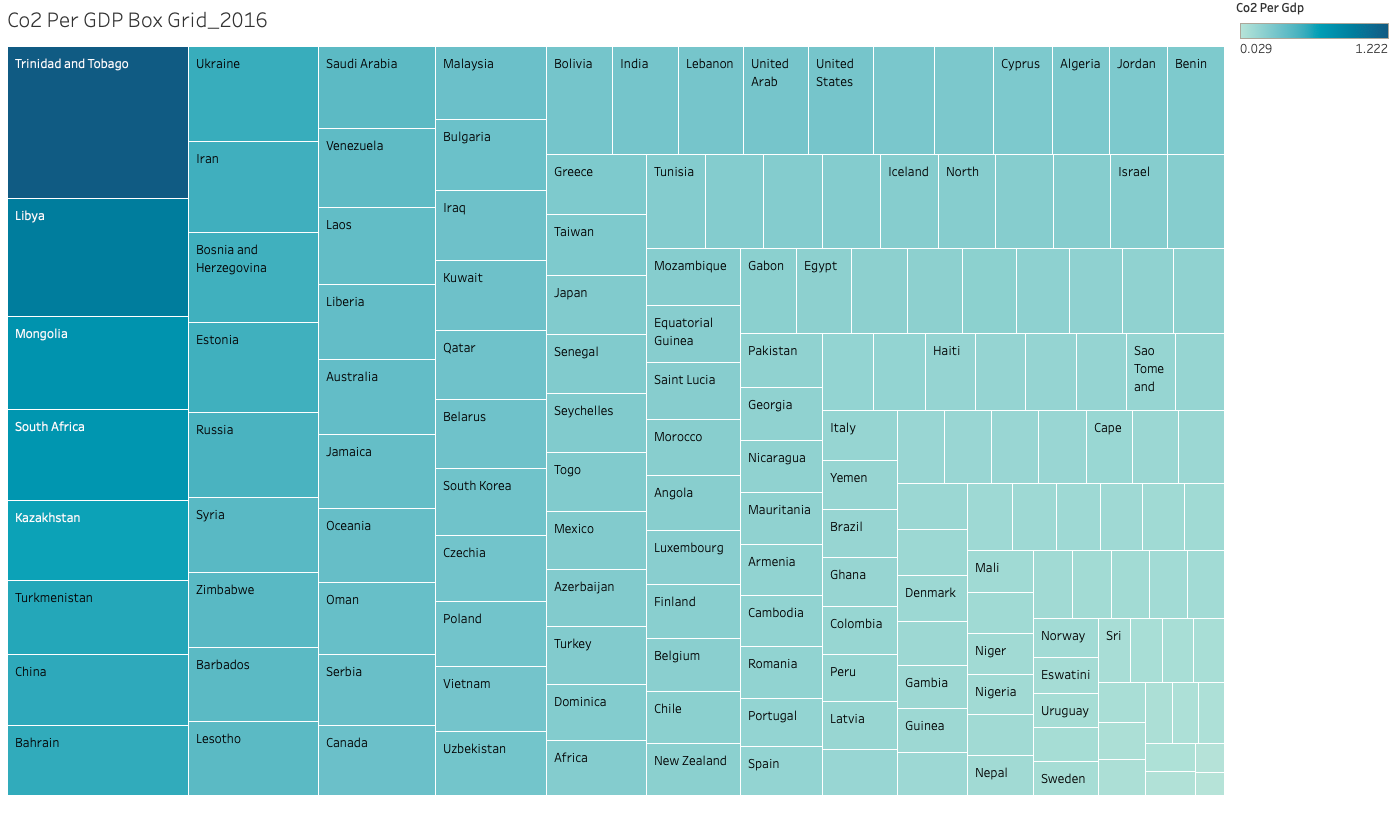 Co2 Per GDP Box Grid_2016
Co2 Per Gdp
0.029
1.222
Trinidad and Tobago
Libya
Mongolia
South Africa
Kazakhstan
Turkmenistan
China
Bahrain
Ukraine
Iran
Bosnia and
Herzegovina
Estonia
Russia
Syria
Zimbabwe
Barbados
Lesotho
Saudi Arabia
Venezuela
Laos
Liberia
Australia
Jamaica
Oceania
Oman
Serbia
Canada
Malaysia
Bulgaria
Iraq
Kuwait
Qatar
Belarus
South Korea
Czechia
Poland
Vietnam
Uzbekistan
Bolivia
India
Lebanon
United
Arab
United
States
Cyprus
Algeria
Jordan
Benin
Greece
Taiwan
Japan
Senegal
Seychelles
Togo
Mexico
Azerbaijan
Turkey
Dominica
Africa
Tunisia
Iceland
North
Israel
Mozambique
Equatorial
Guinea
Saint Lucia
Morocco
Angola
Luxembourg
Finland
Belgium
Chile
New Zealand
Gabon
Egypt
Pakistan
Georgia
Nicaragua
Mauritania
Armenia
Cambodia
Romania
Portugal
Spain
Haiti
Sao
Tome
and
Italy
Yemen
Brazil
Ghana
Colombia
Peru
Latvia
Cape
Denmark
Gambia
Guinea
Mali
Niger
Nigeria
Nepal
Norway
Eswatini
Uruguay
Sweden
Sri